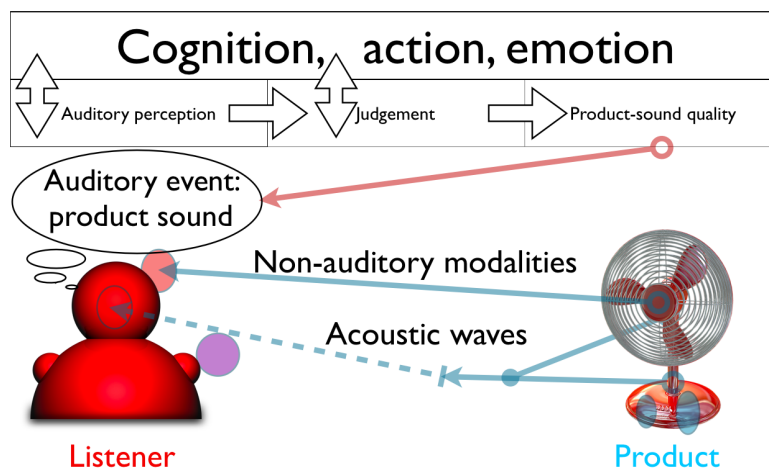 Cognition, action, emotion
Auditory perception
Judgement
Product-sound quality
Auditory event:
product sound
Non-auditory modalities
Acoustic waves
Listener
Product